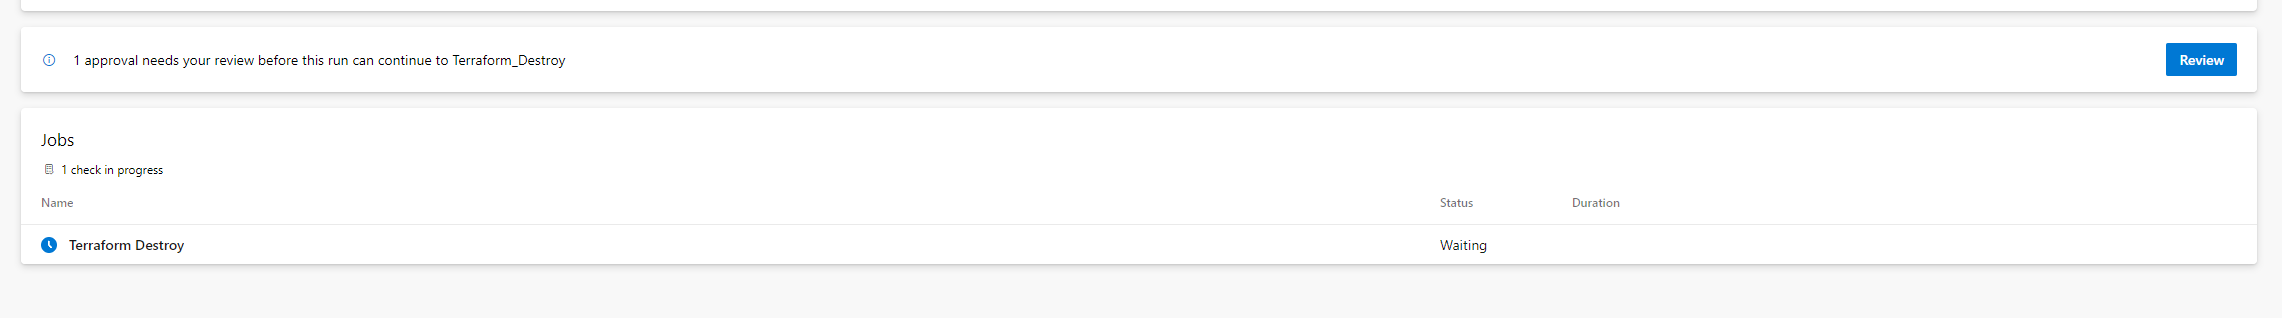 1 approval needs your review before this run can continue to Terraform_Destroy
Review
Jobs
1 check in progress
Name Status Duration
Terraform Destroy Waiting